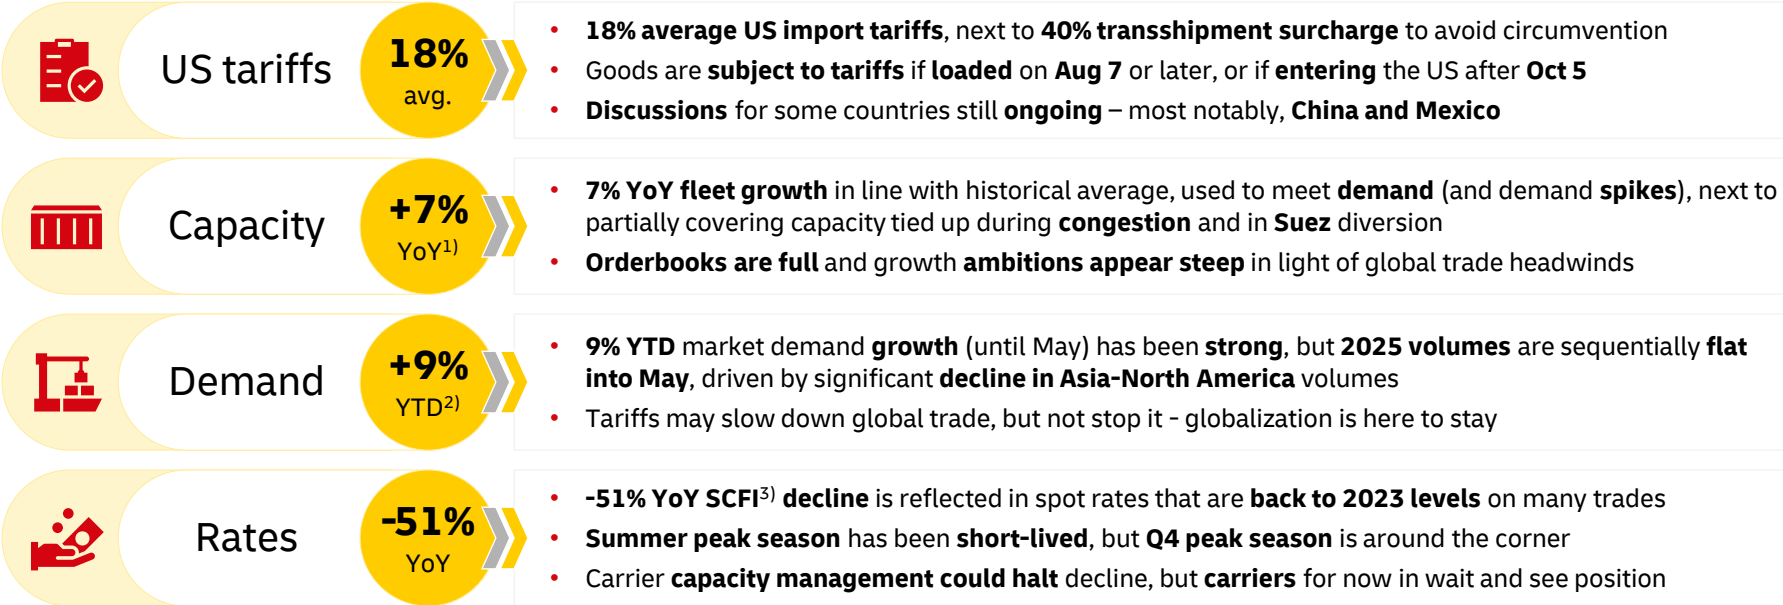 US tariffs
18%
avg.
• 18% average US import tariffs, next to 40% transshipment surcharge to avoid circumvention
• Goods are subject to tariffs if loaded on Aug 7 or later, or if entering the US after Oct 5
• Discussions for some countries still ongoing – most notably, China and Mexico
Capacity
+7%
YoY1)
• 7% YoY fleet growth in line with historical average, used to meet demand (and demand spikes), next to
partially covering capacity tied up during congestion and in Suez diversion
• Orderbooks are full and growth ambitions appear steep in light of global trade headwinds
Demand
+9%
YTD2)
• 9% YTD market demand growth (until May) has been strong, but 2025 volumes are sequentially flat
into May, driven by significant decline in Asia-North America volumes
• Tariffs may slow down global trade, but not stop it - globalization is here to stay
Rates
-51%
YoY
• -51% YoY SCFI3) decline is reflected in spot rates that are back to 2023 levels on many trades
• Summer peak season has been short-lived, but Q4 peak season is around the corner
• Carrier capacity management could halt decline, but carriers for now in wait and see position